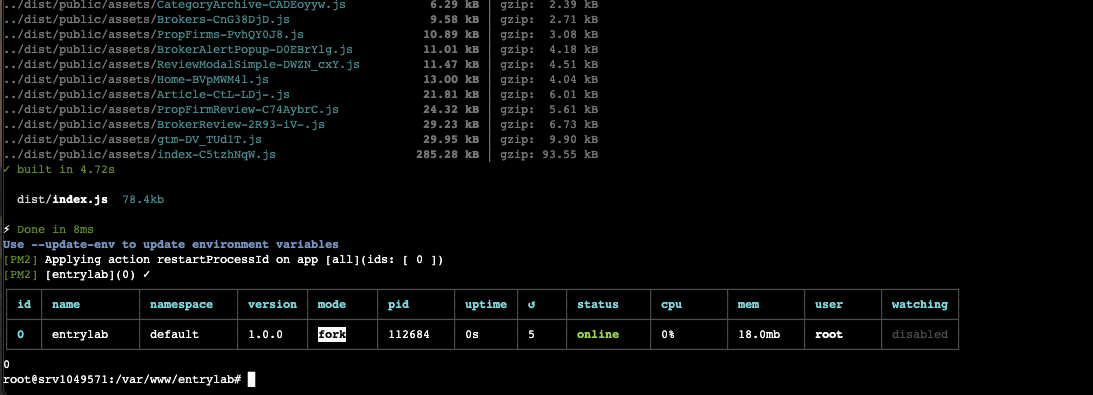 ../dist/public/assets/CategoryArchive-CADEoyyw.js 6.29 kB │ gzip: 2.39 kB
../dist/public/assets/Brokers-CnG38DjD.js 9.58 kB │ gzip: 2.71 kB
../dist/public/assets/PropFirms-PvhQY0J8.js 10.89 kB │ gzip: 3.08 kB
../dist/public/assets/BrokerAlertPopup-D0EBrYlg.js 11.01 kB │ gzip: 4.18 kB
../dist/public/assets/ReviewModalSimple-DWZN_cxY.js 11.47 kB │ gzip: 4.51 kB
../dist/public/assets/Home-BVpMWM4l.js 13.00 kB │ gzip: 4.04 kB
../dist/public/assets/Article-CtL-LDj-.js 21.81 kB │ gzip: 6.01 kB
../dist/public/assets/PropFirmReview-C74AybrC.js 24.32 kB │ gzip: 5.61 kB
../dist/public/assets/BrokerReview-2R93-iV-.js 29.23 kB │ gzip: 6.73 kB
../dist/public/assets/gtm-DV_TUdlT.js 29.95 kB │ gzip: 9.90 kB
../dist/public/assets/index-C5tzhNqW.js 285.28 kB │ gzip: 93.55 kB
✓ built in 4.72s
dist/index.js 78.4kb
⚡ Done in 8ms
Use --update-env to update environment variables
[PM2] Applying action restartProcessId on app [all](ids: [ 0 ])
[PM2] [entrylab](0) ✓
id │ name │ namespace │ version │ mode │ pid │ uptime │ ↺ │ status │ cpu │ mem │ user │ watching
0 │ entrylab │ default │ 1.0.0 │ fork │ 112684 │ 0s │ 5 │ online │ 0% │ 18.0mb │ root │ disabled
0
root@srv1049571:/var/www/entrylab#